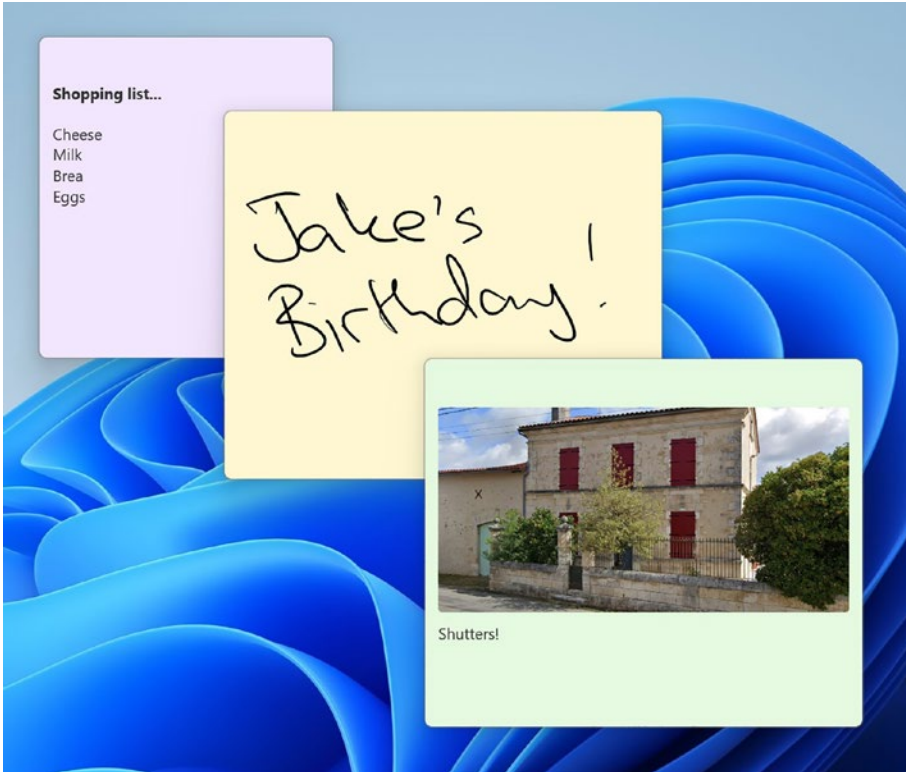 Shopping list...
Cheese
Milk
Brea
Eggs
Jake's
Birthday!
Shutters!